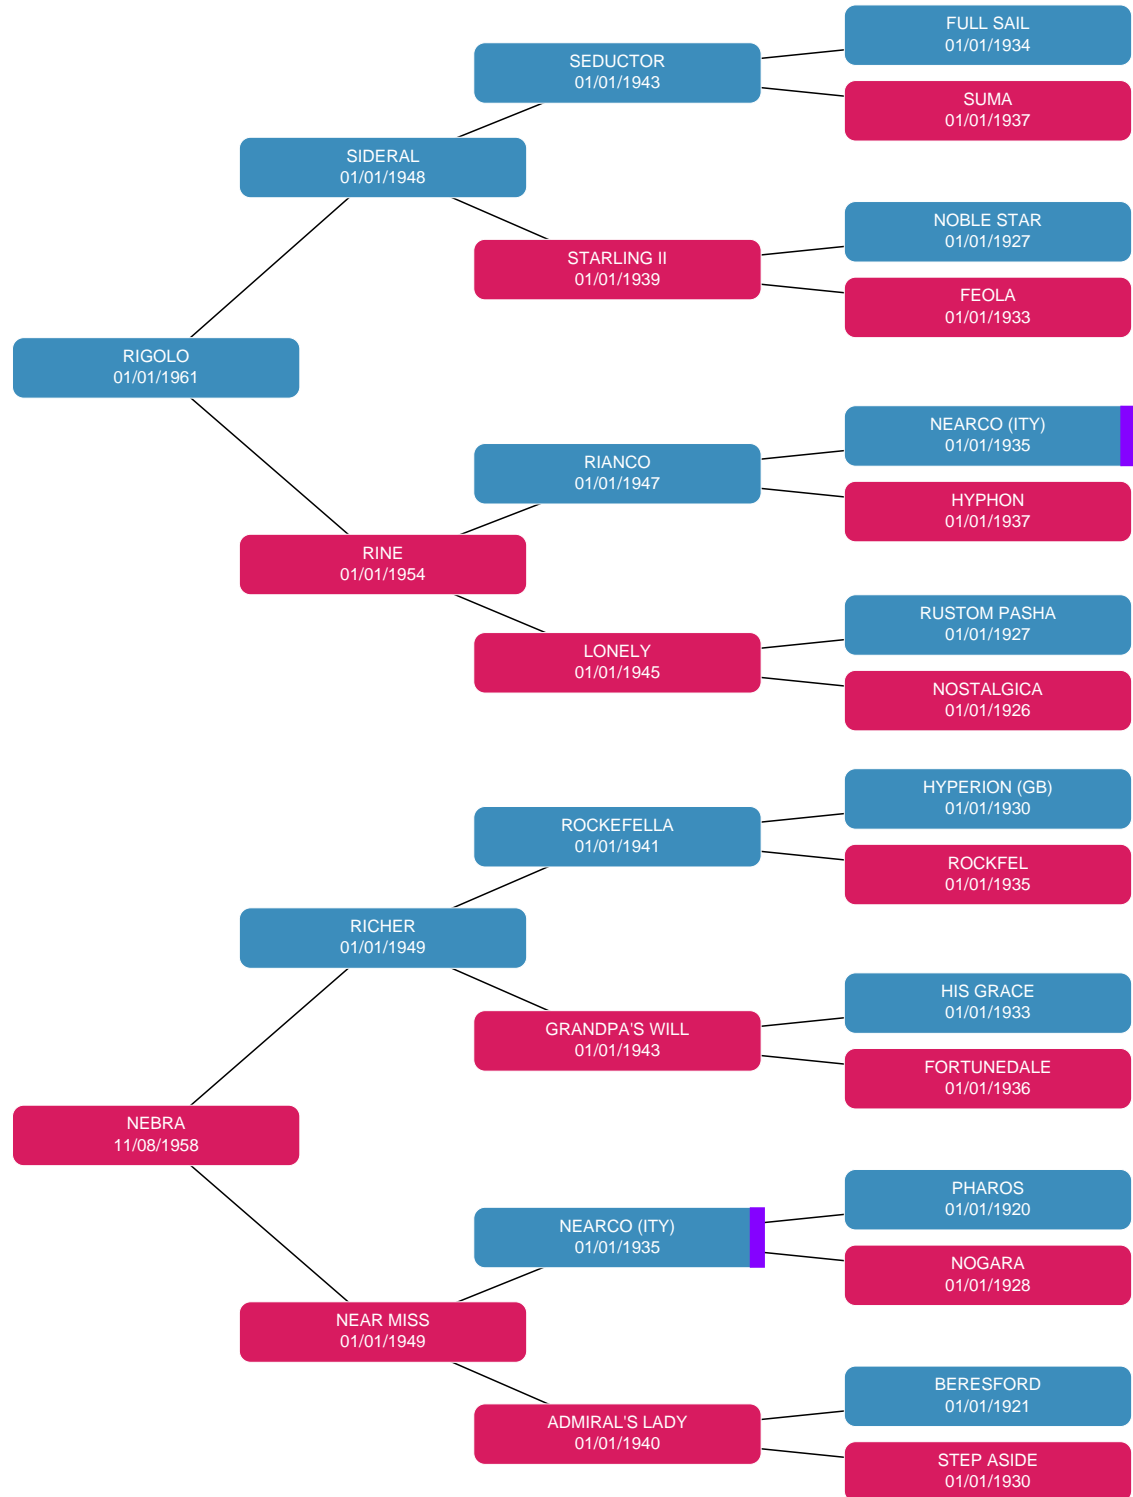 FULL SAIL
01/01/1934
SEDUCTOR
01/01/1943
SUMA
01/01/1937
SIDERAL
01/01/1948
NOBLE STAR
01/01/1927
STARLING II
01/01/1939
FEOLA
01/01/1933
RIGOLO
01/01/1961
NEARCO (ITY)
01/01/1935
RIANCO
01/01/1947
HYPHON
01/01/1937
RINE
01/01/1954
RUSTOM PASHA
01/01/1927
LONELY
01/01/1945
NOSTALGICA
01/01/1926
HYPERION (GB)
01/01/1930
ROCKEFELLA
01/01/1941
ROCKFEL
01/01/1935
RICHER
01/01/1949
HIS GRACE
01/01/1933
GRANDPA'S WILL
01/01/1943
FORTUNEDALE
01/01/1936
NEBRA
11/08/1958
PHAROS
01/01/1920
NEARCO (ITY)
01/01/1935
NOGARA
01/01/1928
NEAR MISS
01/01/1949
BERESFORD
01/01/1921
ADMIRAL'S LADY
01/01/1940
STEP ASIDE
01/01/1930